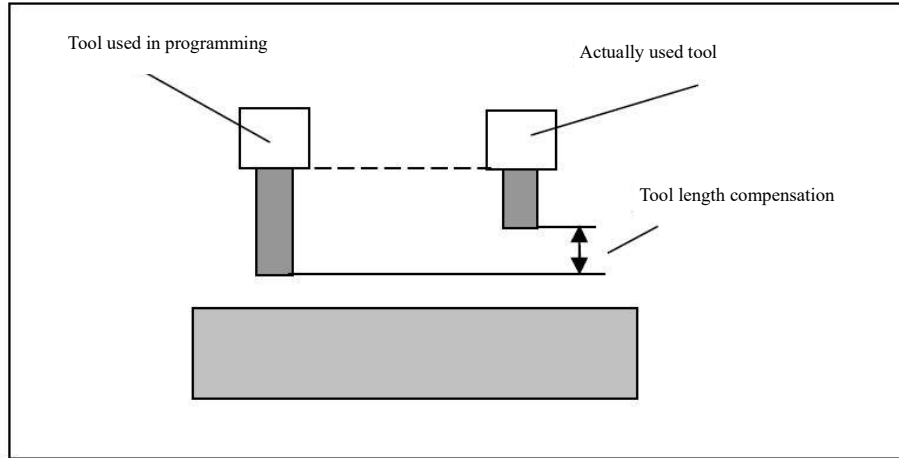 Tool used in programming
Actually used tool
Tool length compensation